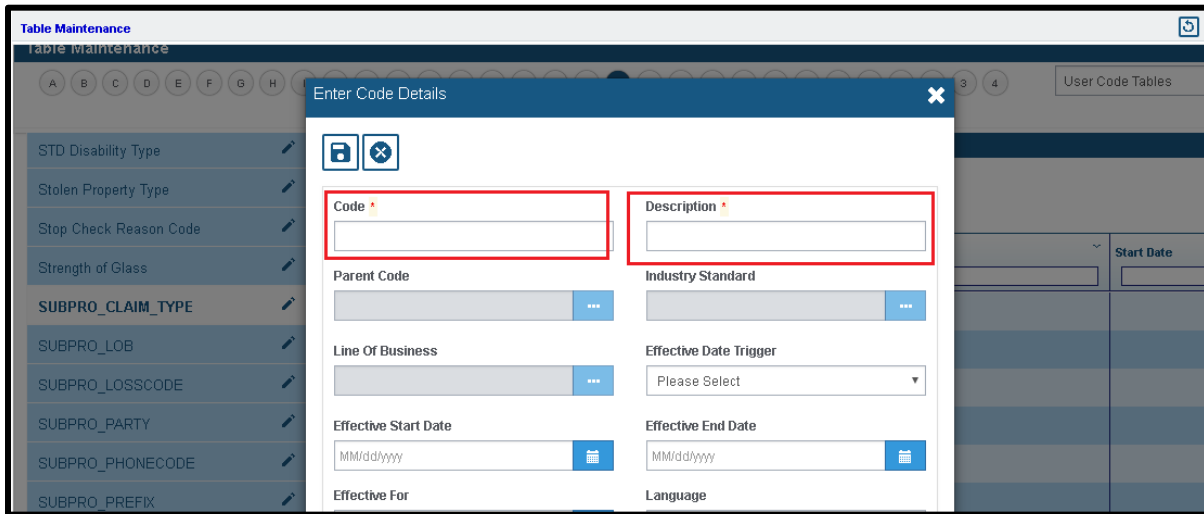 Table Maintenance
Table Maintenance
A B C D E F G H 3 4 User Code Tables
Enter Code Details
STD Disability Type
Stolen Property Type
Stop Check Reason Code
Strength of Glass
SUBPRO_CLAIM_TYPE
SUBPRO_LOB
SUBPRO_LOSSCODE
SUBPRO_PARTY
SUBPRO_PHONECODE
SUBPRO_PREFIX
Code * Description *
Parent Code Industry Standard
Line Of Business Effective Date Trigger
Please Select
Effective Start Date Effective End Date
MM/dd/yyyy MM/dd/yyyy
Effective For Language
Start Date